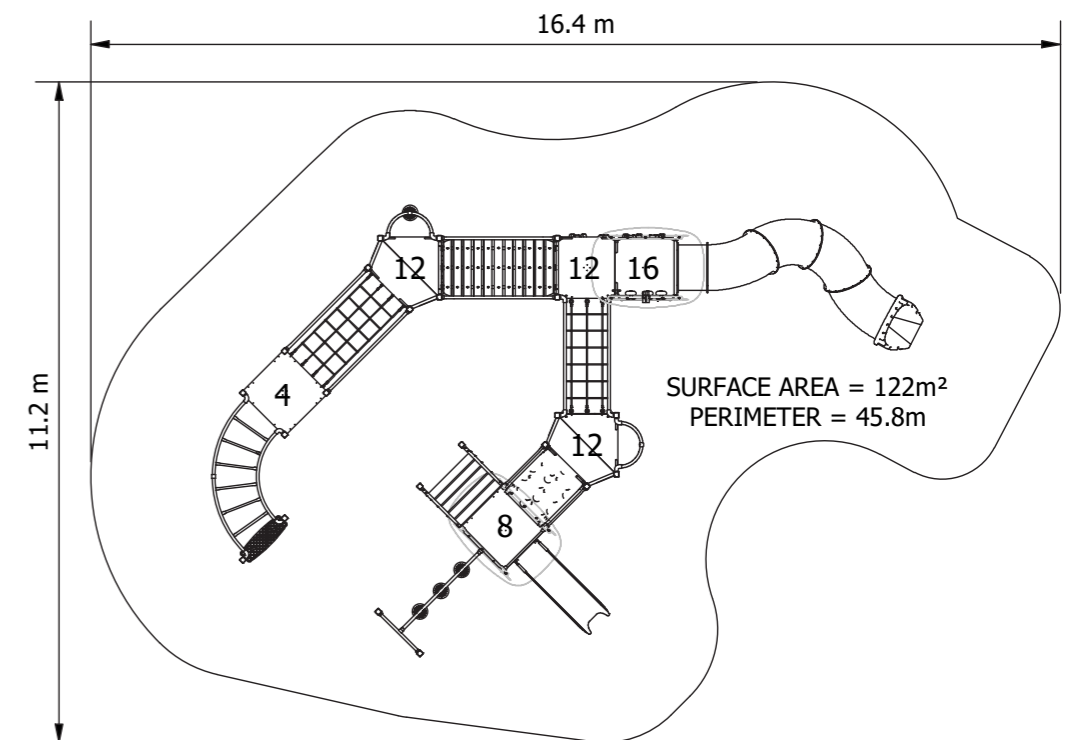 16.4 m
11.2 m
12
12
16
4
SURFACE AREA = 122m²
PERIMETER = 45.8m
12
8